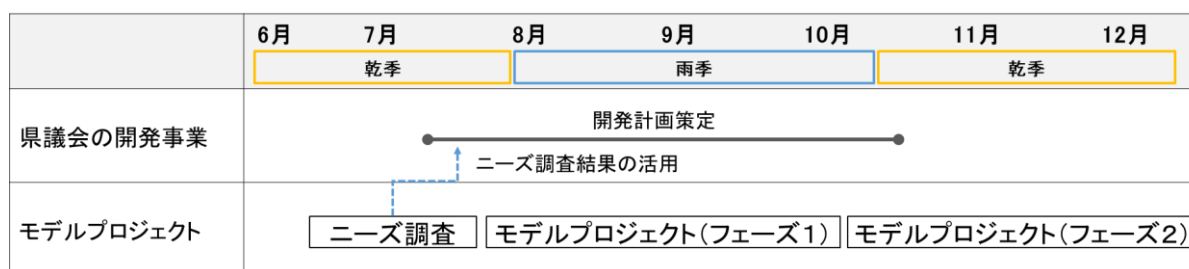 6月 7月 8月 9月 10月 11月 12月
乾季 雨季 乾季
県議会の開発事業
開発計画策定
ニーズ調査結果の活用
モデルプロジェクト
ニーズ調査 モデルプロジェクト(フェーズ1) モデルプロジェクト(フェーズ2)